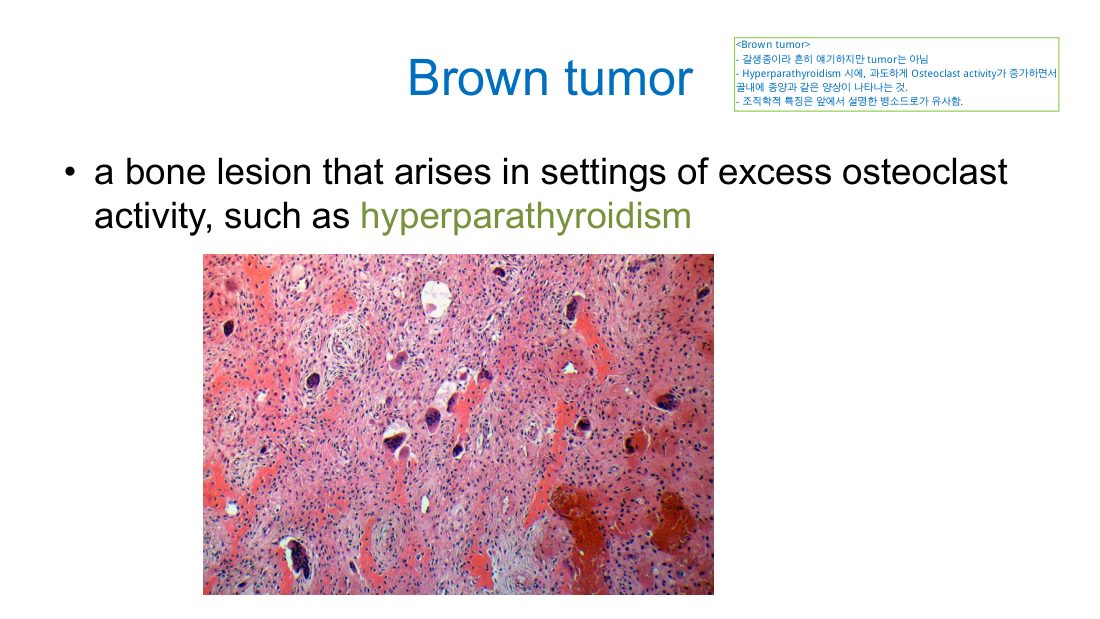 Brown tumor
<Brown tumor>
- 갈생종이라 흔히 얘기하지만 tumor는 아님
- Hyperparathyroidism 시에, 과도하게 Osteoclast activity가 증가하면서
골내에 종양과 같은 양상이 나타나는 것.
- 조직학적 특징은 앞에서 설명한 병소드로가 유사함.
• a bone lesion that arises in settings of excess osteoclast
activity, such as hyperparathyroidism